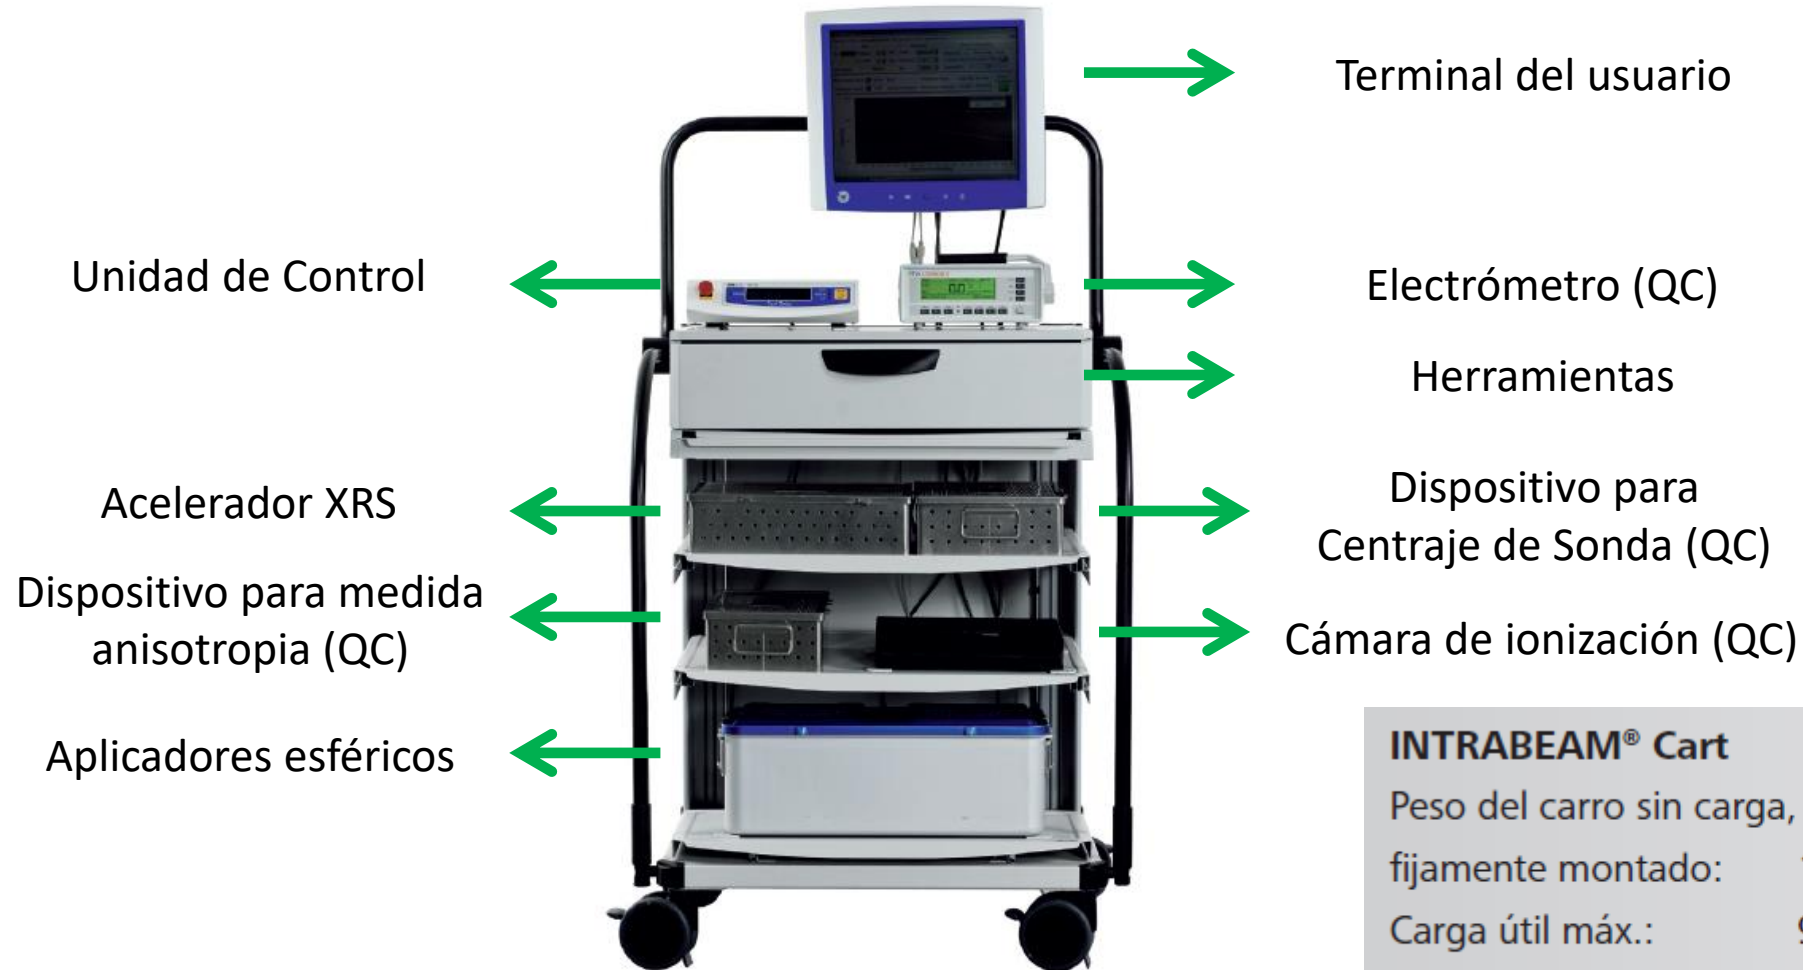 Terminal del usuario
Unidad de Control
Electrómetro (QC)
Herramientas
Acelerador XRS
Dispositivo para
Centraje de Sonda (QC)
Dispositivo para medida
anisotropia (QC)
Cámara de ionización (QC)
Aplicadores esféricos
INTRABEAM® Cart
Peso del carro sin carga,
fijamente montado:
Carga útil máx.:
0.0